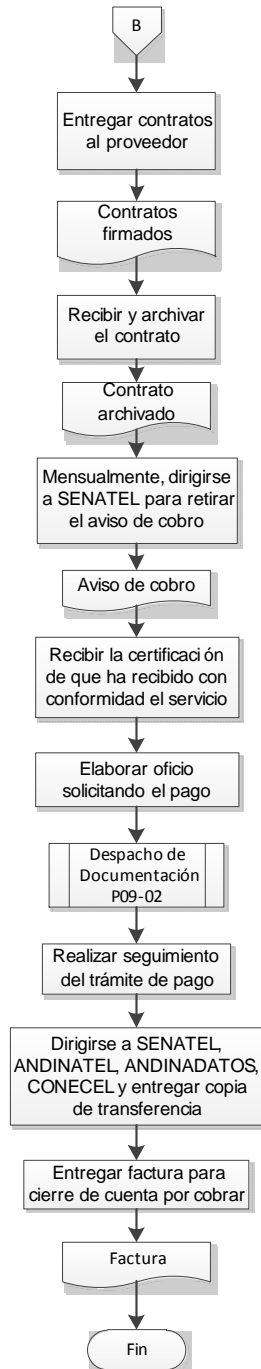 B
Entregar contratos
al proveedor
Contratos
firmados
Recibir y archivar
el contrato
Contrato
archivado
Mensualmente, dirigirse
a SENATEL para retirar
el aviso de cobro
Aviso de cobro
Recibir la certificación
de que ha recibido con
conformidad el servicio
Elaborar oficio
solicitando el pago
Despacho de
Documentación
P09-02
Realizar seguimiento
del trámite de pago
Dirigirse a SENATEL,
ANDINATEL, ANDINADATOS,
CONECEL y entregar copia
de transferencia
Entregar factura para
cierre de cuenta por cobrar
Factura
Fin